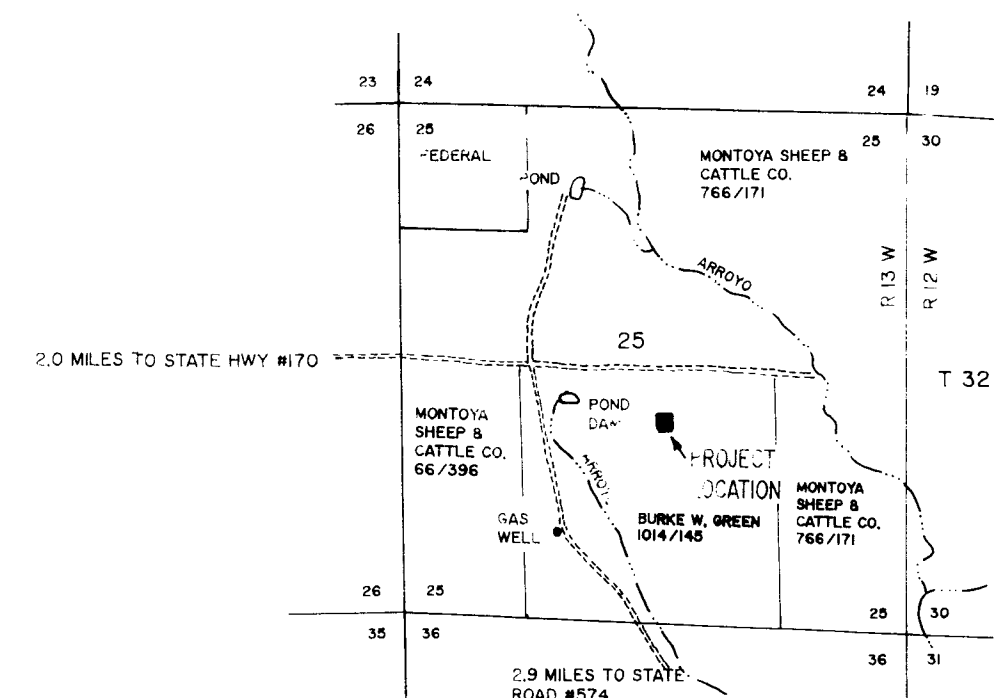 23 24
24 19
26 25
25 30
FEDERAL
POND
MONTOYA SHEEP &
CATTLE CO.
766/171
ARROYO
R 13 W
R 12 W
25
2.0 MILES TO STATE HWY #170
T 32
MONTOYA
SHEEP &
CATTLE CO.
66/396
POND
DAM
PROJECT
LOCATION
ARROYO
MONTOYA
SHEEP &
CATTLE CO.
766/171
BURKE W. GREEN
1014/145
GAS
WELL
26 25
25 30
35 36
36 31
2.9 MILES TO STATE
ROAD #574